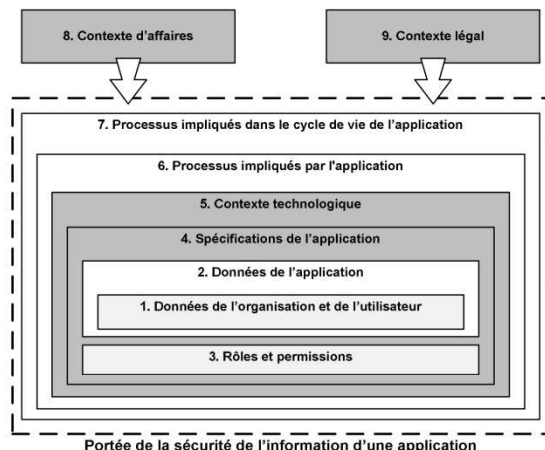 8. Contexte d'affaires
9. Contexte légal
7. Processus impliqués dans le cycle de vie de l'application
6. Processus impliqués par l'application
5. Contexte technologique
4. Spécifications de l'application
2. Données de l'application
1. Données de l'organisation et de l'utilisateur
3. Rôles et permissions
Portée de la sécurité de l'information d'une application